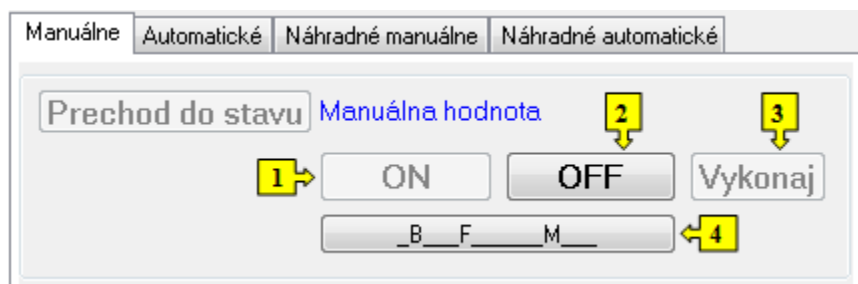 Manuálne Automatické Náhradné manuálne Náhradné automatické
Prechod do stavu Manuálna hodnota 2 3
1 ON OFF Vykonaj
_B___F______M___ 4